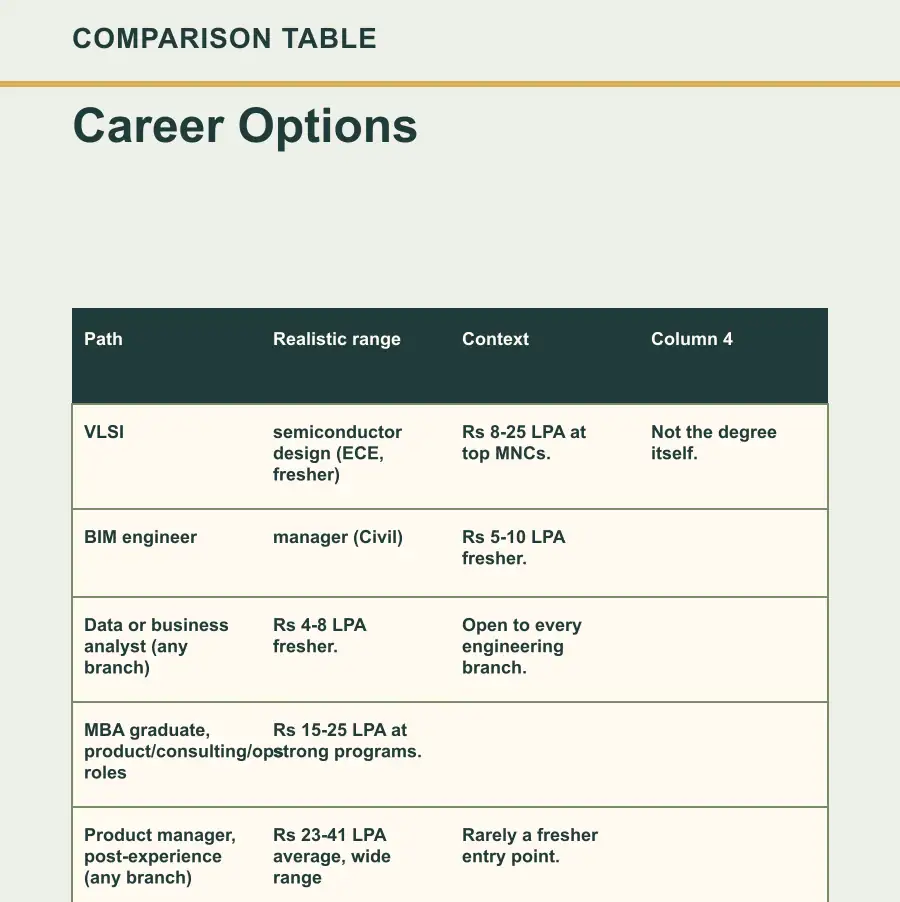 COMPARISON TABLE
Career Options
Path Realistic range Context Column 4
VLSI semiconductor Rs 8-25 LPA at Not the degree
design (ECE, top MNCs. itself.
fresher)
BIM engineer manager (Civil) Rs 5-10 LPA
fresher.
Data or business Rs 4-8 LPA Open to every
analyst (any fresher. engineering
branch) branch.
MBA graduate, Rs 15-25 LPA at
product/consulting/ops strong programs.
roles
Product manager, Rs 23-41 LPA Rarely a fresher
post-experience average, wide entry point.
(any branch) range